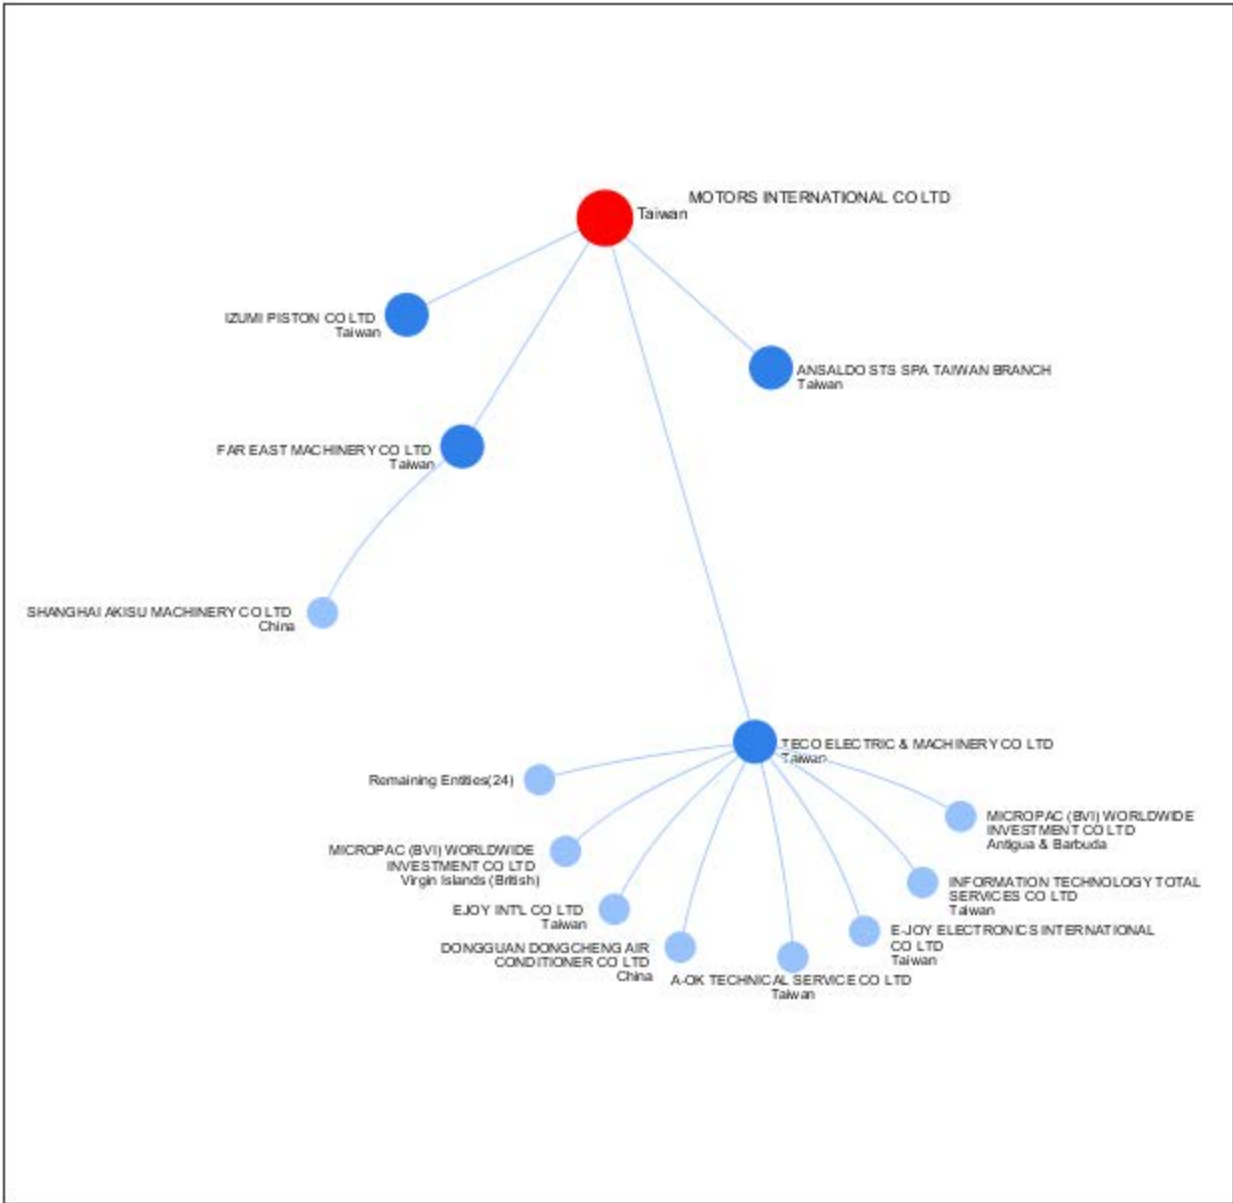 MOTORS INTERNATIONAL CO LTD
Taiwan
IZUMI PISTON CO LTD
Taiwan
ANSALDO STS SPA TAIWAN BRANCH
Taiwan
FAR EAST MACHINERY CO LTD
Taiwan
SHANGHAI AKISU MACHINERY CO LTD
China
TECO ELECTRIC & MACHINERY CO LTD
Taiwan
Remaining Entities(24)
MICROPAC (BVI) WORLDWIDE
INVESTMENT CO LTD
Antigua & Barbuda
MICROPAC (BVI) WORLDWIDE
INVESTMENT CO LTD
Virgin Islands (British)
INFORMATION TECHNOLOGY TOTAL
SERVICES CO LTD
Taiwan
EJOY INT'L CO LTD
Taiwan
E-JOY ELECTRONICS INTERNATIONAL
CO LTD
Taiwan
DONGGUAN DONGCHENG AIR
CONDITIONER CO LTD
China
A-OK TECHNICAL SERVICE CO LTD
Taiwan